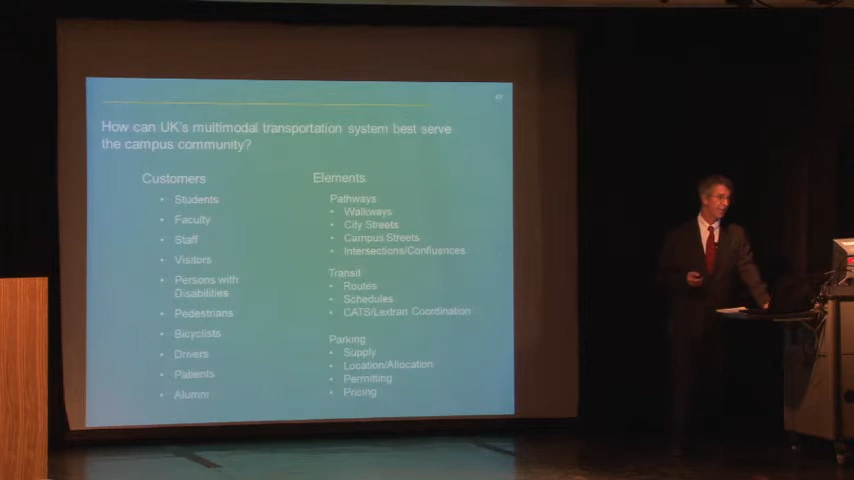 How can UK's multimodal transportation system best serve
the campus community?
Customers
• Students
• Faculty
• Staff
• Visitors
• Persons with
Disabilities
• Pedestrians
• Bicyclists
• Drivers
• Patients
• Alumni
Elements
Pathways
• Walkways
• City Streets
• Campus Streets
• Intersections/Confluences
Transit
• Routes
• Schedules
• CATS/Lextran Coordination
Parking
• Supply
• Location/Allocation
• Permitting
• Pricing